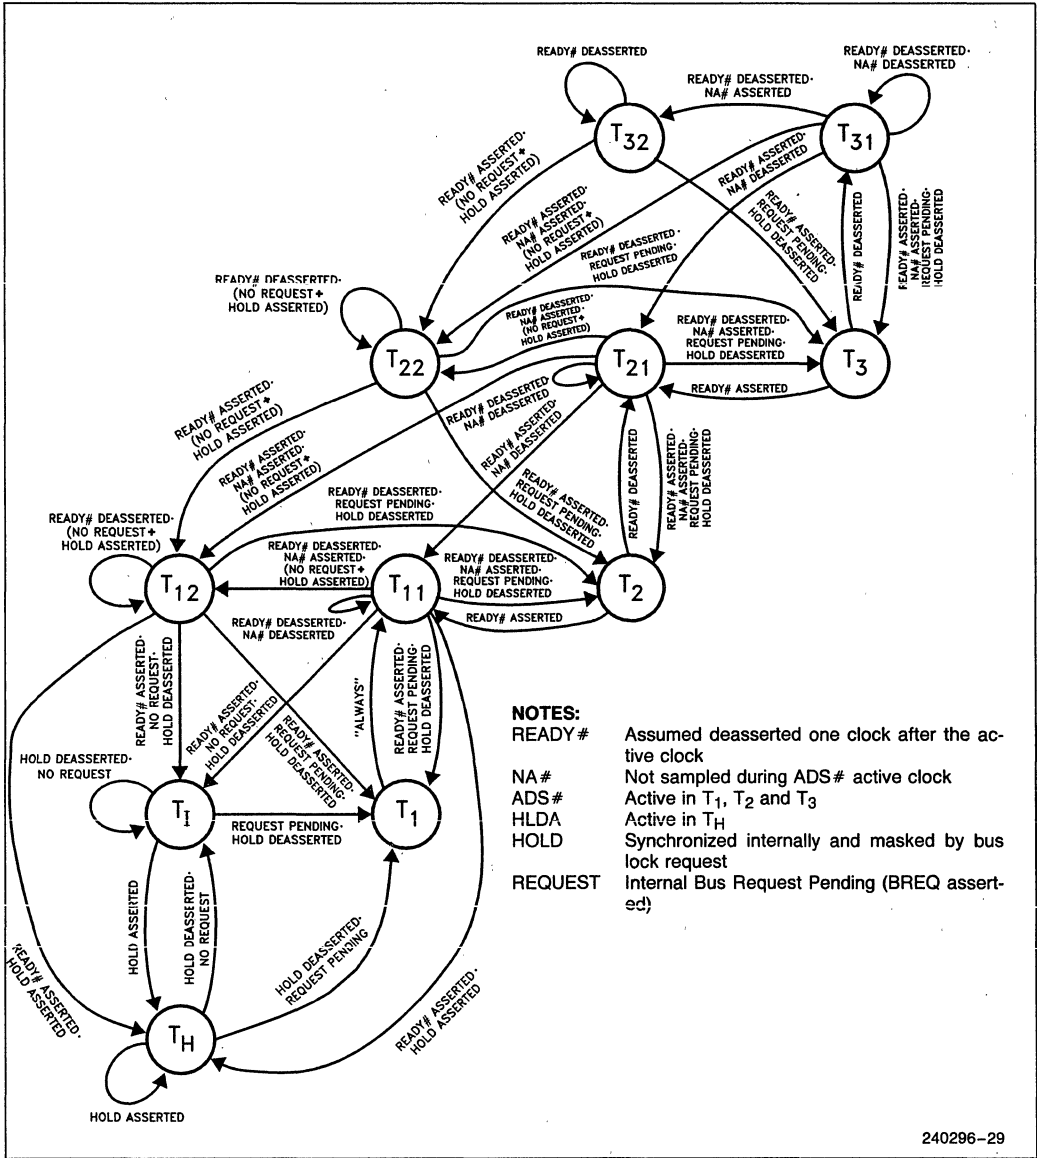 READY# DEASSERTED
READY# DEASSERTED·
NA# DEASSERTED
READY# DEASSERTED·
NA# ASSERTED
T32
T31
READY# ASSERTED·
(NO REQUEST+
HOLD ASSERTED)
READY# ASSERTED·
NA# ASSERTED·
(NO REQUEST+
HOLD ASSERTED)
READY# ASSERTED·
NA# DEASSERTED
READY# ASSERTED·
REQUEST PENDING·
HOLD DEASSERTED
READY# DEASSERTED
READY# ASSERTED·
NA# ASSERTED·
REQUEST PENDING·
HOLD DEASSERTED
READY# DEASSERTED·
REQUEST PENDING·
HOLD DEASSERTED
READY# DEASSERTED·
(NO REQUEST+
HOLD ASSERTED)
READY# DEASSERTED·
NA# ASSERTED·
(NO REQUEST+
HOLD ASSERTED)
READY# DEASSERTED·
NA# ASSERTED·
REQUEST PENDING·
HOLD DEASSERTED
T22
T21
T3
READY# ASSERTED
READY# ASSERTED·
(NO REQUEST+
HOLD ASSERTED)
READY# DEASSERTED·
NA# DEASSERTED
READY# ASSERTED·
NA# ASSERTED·
(NO REQUEST+
HOLD ASSERTED)
READY# ASSERTED·
NA# DEASSERTED
READY# ASSERTED·
REQUEST PENDING·
HOLD DEASSERTED
READY# DEASSERTED
READY# ASSERTED·
NA# ASSERTED·
REQUEST PENDING·
HOLD DEASSERTED
READY# DEASSERTED·
REQUEST PENDING·
HOLD DEASSERTED
READY# DEASSERTED·
(NO REQUEST+
HOLD ASSERTED)
READY# DEASSERTED·
NA# ASSERTED·
(NO REQUEST+
HOLD ASSERTED)
READY# DEASSERTED·
NA# ASSERTED·
REQUEST PENDING·
HOLD DEASSERTED
T12
T11
T2
READY# DEASSERTED·
NA# DEASSERTED
READY# ASSERTED
READY# ASSERTED·
NO REQUEST·
HOLD DEASSERTED
READY# ASSERTED·
NO REQUEST·
HOLD DEASSERTED
READY# ASSERTED·
REQUEST PENDING·
HOLD DEASSERTED
"ALWAYS"
READY# ASSERTED·
REQUEST PENDING·
HOLD DEASSERTED
HOLD DEASSERTED·
NO REQUEST
TI
T1
REQUEST PENDING·
HOLD DEASSERTED
HOLD ASSERTED
HOLD DEASSERTED·
NO REQUEST
HOLD DEASSERTED·
REQUEST PENDING
READY# ASSERTED·
HOLD ASSERTED
READY# ASSERTED·
HOLD ASSERTED
TH
HOLD ASSERTED
NOTES:
READY# Assumed deasserted one clock after the ac-
tive clock
NA# Not sampled during ADS# active clock
ADS# Active in T1, T2 and T3
HLDA Active in TH
HOLD Synchronized internally and masked by bus
lock request
REQUEST Internal Bus Request Pending (BREQ assert-
ed)
240296-29